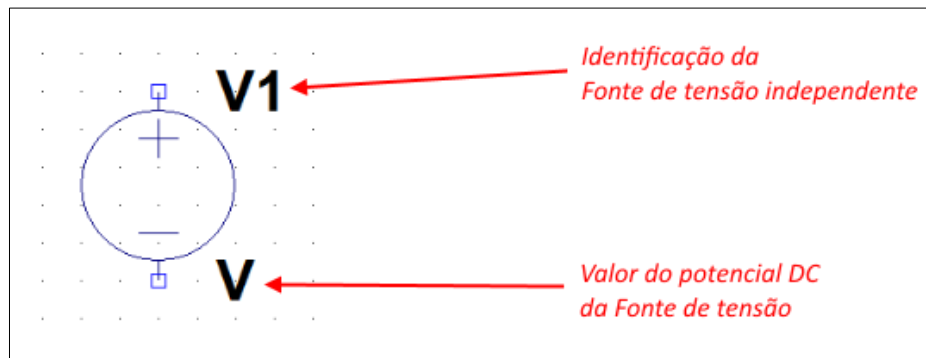 V1
Identificação da
Fonte de tensão independente
V
Valor do potencial DC
da Fonte de tensão